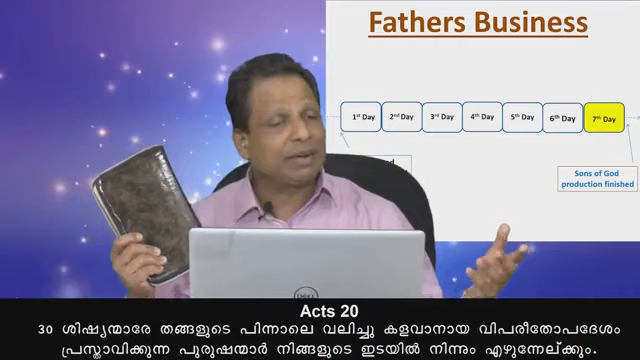 Fathers Business
1st Day 2nd Day 3rd Day 4th Day 5th Day 6th Day 7th Day
Sons of God
production finished
DELL
Acts 20
30 ശിഷ്യന്മാരേ തങ്ങളുടെ പിന്നാലെ വലിച്ചു കളവാനായ വിപരീതോപദേശം
പ്രസ്താവിക്കുന്ന പുരുഷന്മാർ നിങ്ങളുടെ ഇടയിൽ നിന്നും എഴുന്നേല്ക്കും.